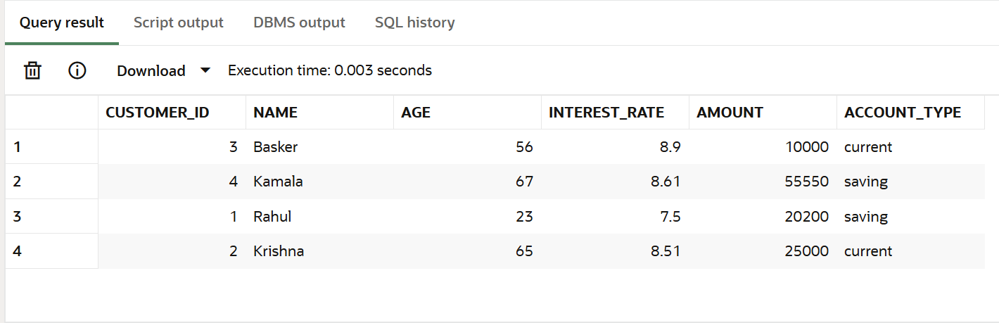 Query result Script output DBMS output SQL history
Download Execution time: 0.003 seconds
CUSTOMER_ID NAME AGE INTEREST_RATE AMOUNT ACCOUNT_TYPE
1 3 Basker 56 8.9 10000 current
2 4 Kamala 67 8.61 55550 saving
3 1 Rahul 23 7.5 20200 saving
4 2 Krishna 65 8.51 25000 current